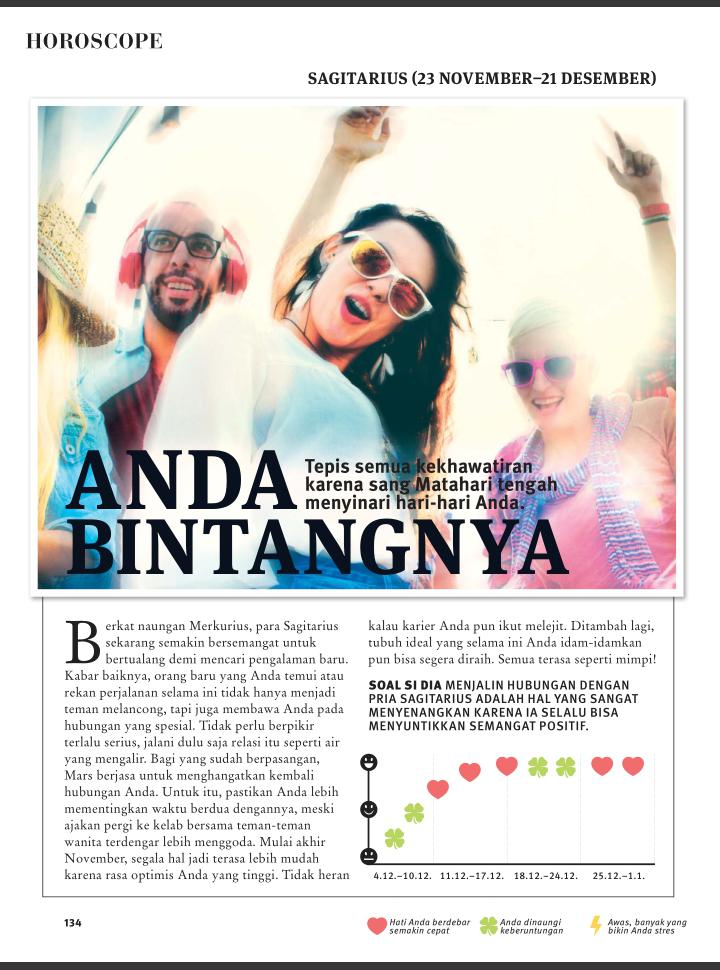 HOROSCOPE
SAGITARIUS (23 NOVEMBER–21 DESEMBER)
ANDA
BINTANGNYA
Tepis semua kekhawatiran
karena sang Matahari tengah
menyinari hari-hari Anda.
Berkat naungan Merkurius, para Sagitarius
sekarang semakin bersemangat untuk
bertualang demi mencari pengalaman baru.
Kabar baiknya, orang baru yang Anda temui atau
rekan perjalanan selama ini tidak hanya menjadi
teman melancong, tapi juga membawa Anda pada
hubungan yang spesial. Tidak perlu berpikir
terlalu serius, jalani dulu saja relasi itu seperti air
yang mengalir. Bagi yang sudah berpasangan,
Mars berjasa untuk menghangatkan kembali
hubungan Anda. Untuk itu, pastikan Anda lebih
mementingkan waktu berdua dengannya, meski
ajakan pergi ke kelab bersama teman-teman
wanita terdengar lebih menggoda. Mulai akhir
November, segala hal jadi terasa lebih mudah
karena rasa optimis Anda yang tinggi. Tidak heran
kalau karier Anda pun ikut melejit. Ditambah lagi,
tubuh ideal yang selama ini Anda idam-idamkan
pun bisa segera diraih. Semua terasa seperti mimpi!
SOAL SI DIA MENJALIN HUBUNGAN DENGAN
PRIA SAGITARIUS ADALAH HAL YANG SANGAT
MENYENANGKAN KARENA IA SELALU BISA
MENYUNTIKKAN SEMANGAT POSITIF.
4.12.–10.12. 11.12.–17.12. 18.12.–24.12. 25.12.–1.1.
134
Hati Anda berdebar
semakin cepat
Anda dinaungi
keberuntungan
Awas, banyak yang
bikin Anda stres